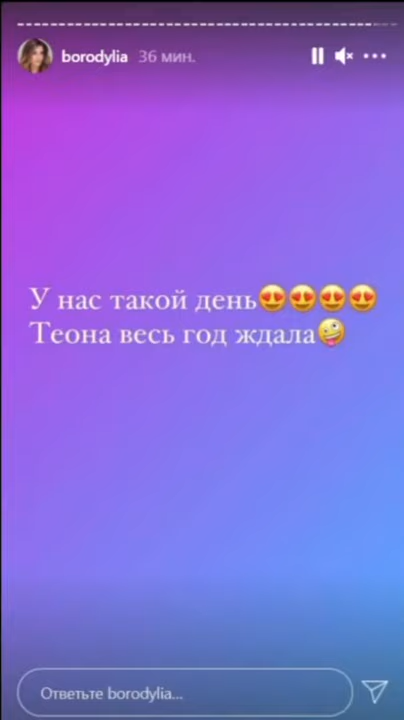 borodylia 36 мин.
У нас такой день😍😍😍😍
Теона весь год ждала🤪
Ответьте borodylia...